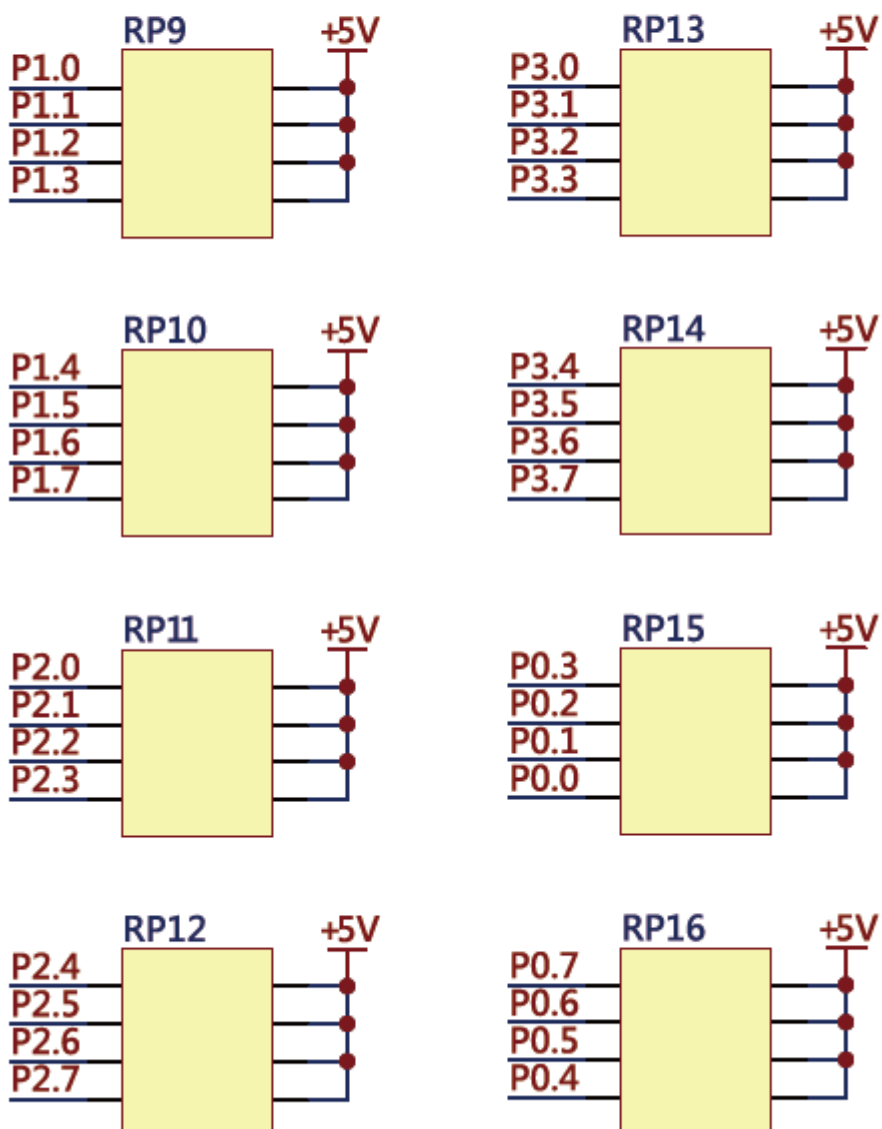 RP9
+5V
P1.0
P1.1
P1.2
P1.3
RP13
+5V
P3.0
P3.1
P3.2
P3.3
RP10
+5V
P1.4
P1.5
P1.6
P1.7
RP14
+5V
P3.4
P3.5
P3.6
P3.7
RP11
+5V
P2.0
P2.1
P2.2
P2.3
RP15
+5V
P0.3
P0.2
P0.1
P0.0
RP12
+5V
P2.4
P2.5
P2.6
P2.7
RP16
+5V
P0.7
P0.6
P0.5
P0.4